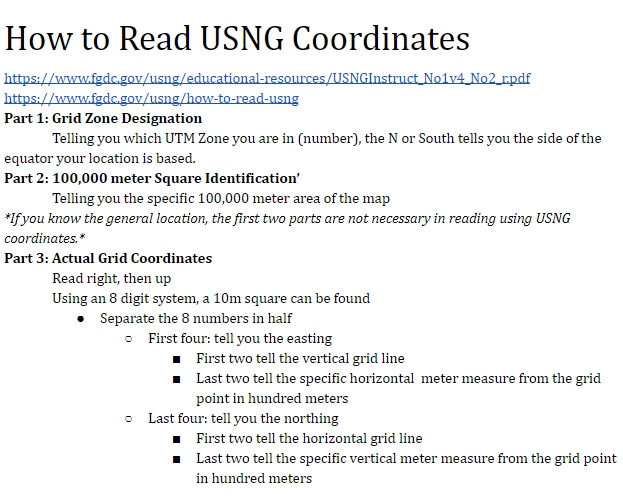 How to Read USNG Coordinates
https://www.fgdc.gov/usng/educational-resources/USNGInstruct_No1v4_No2_r.pdf
https://www.fgdc.gov/usng/how-to-read-usng
Part 1: Grid Zone Designation
Telling you which UTM Zone you are in (number), the N or South tells you the side of the
equator your location is based.
Part 2: 100,000 meter Square Identification’
Telling you the specific 100,000 meter area of the map
*If you know the general location, the first two parts are not necessary in reading using USNG
coordinates.*
Part 3: Actual Grid Coordinates
Read right, then up
Using an 8 digit system, a 10m square can be found
● Separate the 8 numbers in half
○ First four: tell you the easting
■ First two tell the vertical grid line
■ Last two tell the specific horizontal meter measure from the grid
point in hundred meters
○ Last four: tell you the northing
■ First two tell the horizontal grid line
■ Last two tell the specific vertical meter measure from the grid point
in hundred meters